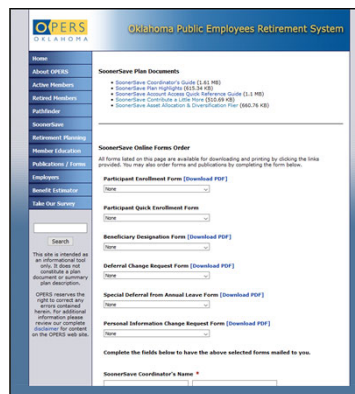 OPERS
OKLAHOMA
Oklahoma Public Employees Retirement System
Home
About OPERS
Active Members
Retired Members
Pathfinder
SoonerSave
Retirement Planning
Member Education
Publications / Forms
Employers
Benefit Estimator
Take Our Survey
Search
This site is intended as
an informational tool
only. It does not
constitute a plan
document or summary
plan description.
OPERS reserves the
right to correct any
errors contained
herein. For additional
information please
review our complete
disclaimer for content
on the OPERS web site.
SoonerSave Plan Documents
SoonerSave Coordinator's Guide (1.61 MB)
SoonerSave Plan Highlights (615.34 KB)
SoonerSave Account Access Quick Reference Guide (1.1 MB)
SoonerSave Contribute a Little More (510.69 KB)
SoonerSave Asset Allocation & Diversification Flier (660.76 KB)
SoonerSave Online Forms Order
All forms listed on this page are available for downloading and printing by clicking the links
provided. You may also order forms and publications by completing the form below.
Participant Enrollment Form [Download PDF]
None
Participant Quick Enrollment Form
None
Beneficiary Designation Form [Download PDF]
None
Deferral Change Request Form [Download PDF]
None
Special Deferral from Annual Leave Form [Download PDF]
None
Personal Information Change Request Form [Download PDF]
None
Complete the fields below to have the above selected forms mailed to you.
SoonerSave Coordinator's Name *